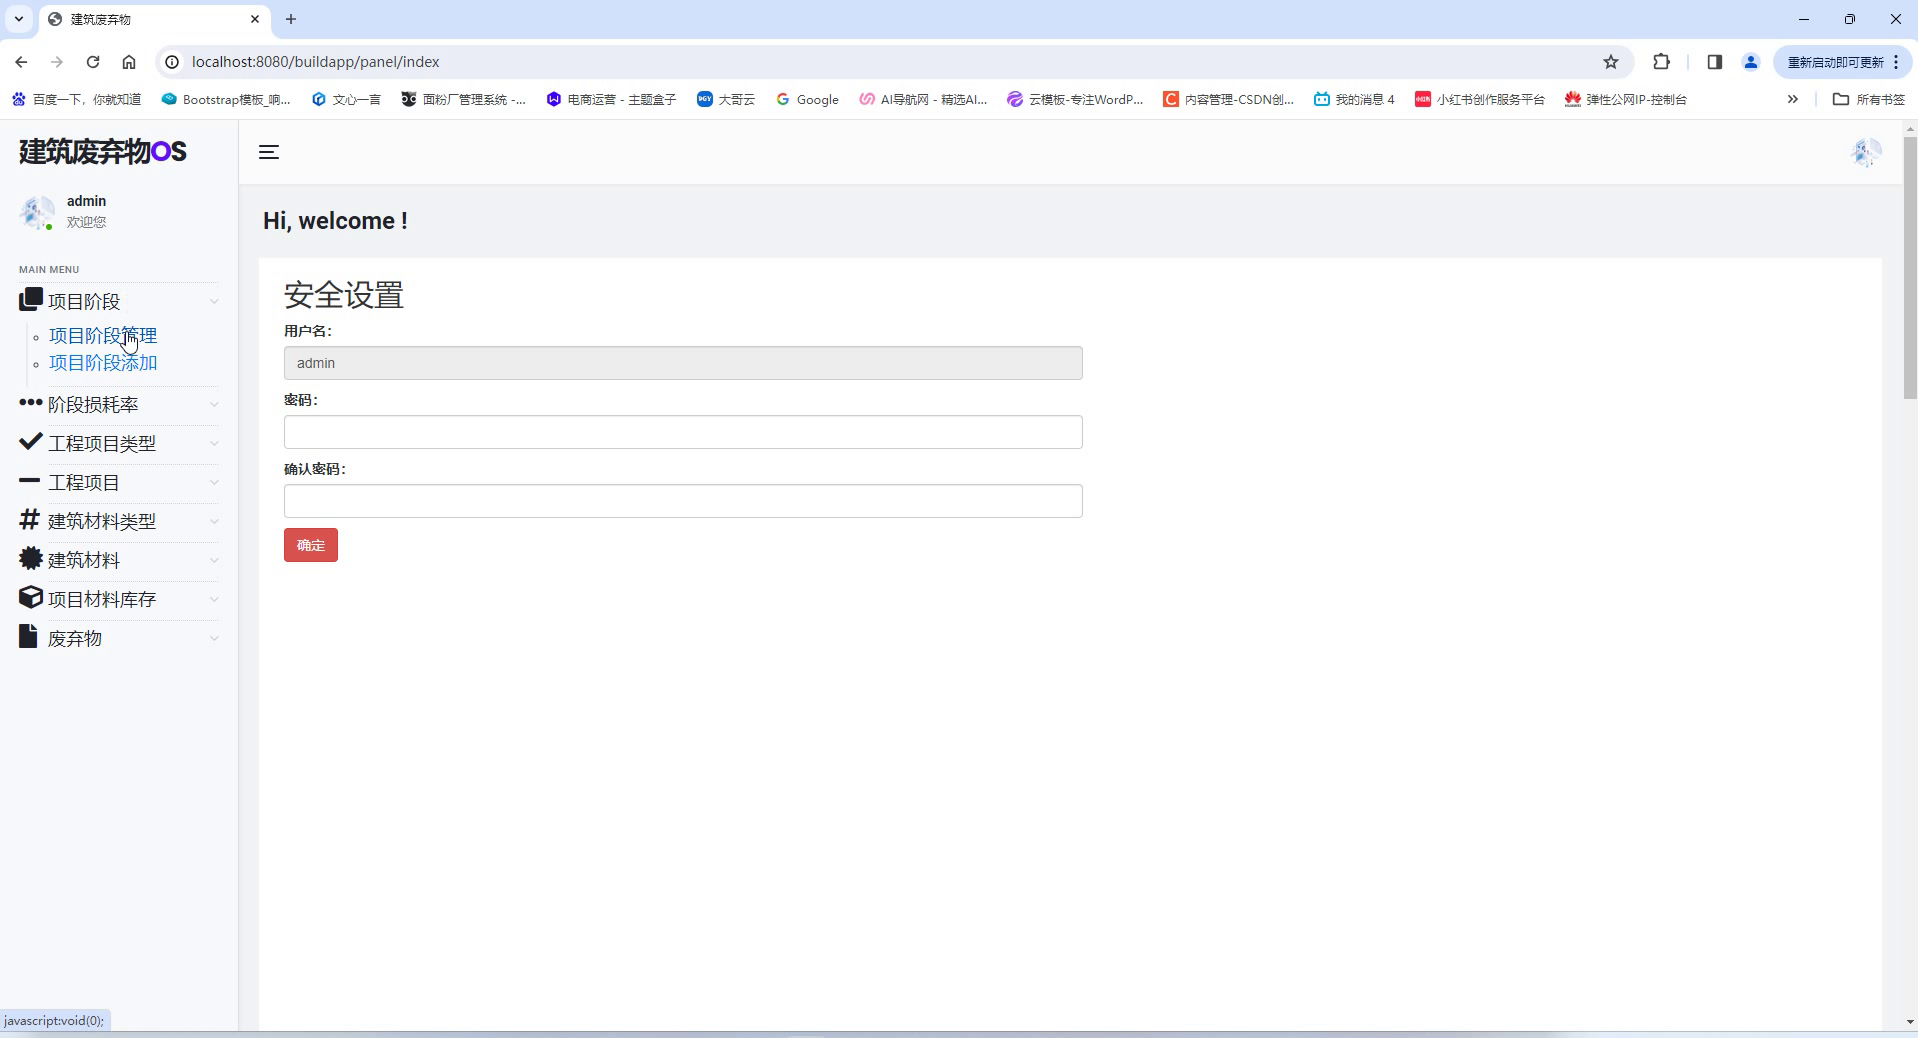 建筑废弃物
localhost:8080/buildapp/panel/index
重新启动即可更新
百度一下，你就知道
Bootstrap模板_响...
文心一言
面粉厂管理系统 -...
电商运营 - 主题盒子
大哥云
Google
AI导航网 - 精选AI...
云模板-专注WordP...
内容管理-CSDN创...
我的消息 4
小红书创作服务平台
弹性公网IP-控制台
所有书签
建筑废弃物OS
admin
欢迎您
MAIN MENU
项目阶段
项目阶段管理
项目阶段添加
阶段损耗率
工程项目类型
工程项目
建筑材料类型
建筑材料
项目材料库存
废弃物
Hi, welcome !
安全设置
用户名：
admin
密码：
确认密码：
确定
javascript:void(0);